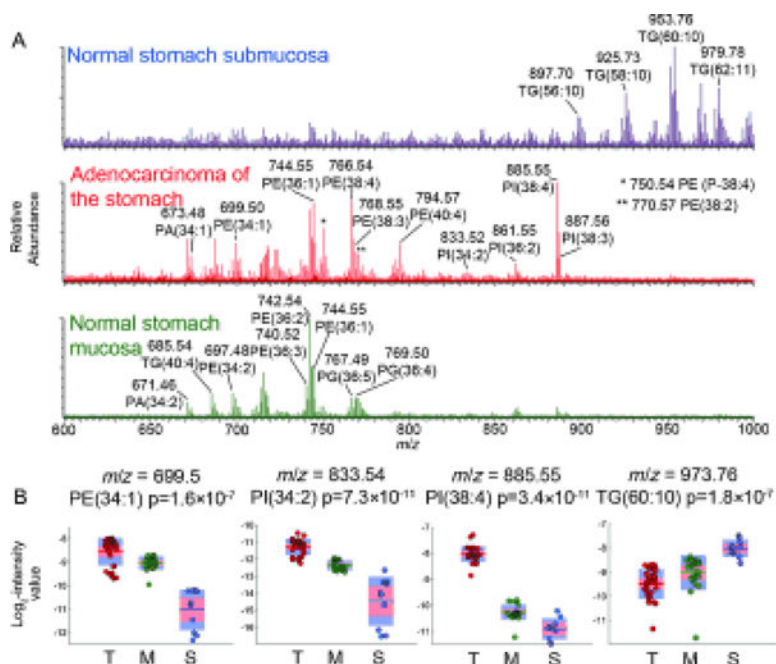 A
Normal stomach submucosa
953.76
TG(60:10)
925.73
TG(58:10)
979.78
TG(62:11)
897.70
TG(56:10)
Adenocarcinoma of
the stomach
744.55
PE(36:1)
766.54
PE(38:4)
885.55
PI(38:4)
* 750.54 PE (P-38:4)
** 770.57 PE(38:2)
673.48
PA(34:1)
699.50
PE(34:1)
*
768.55
PE(38:3)
**
794.57
PE(40:4)
833.52
PI(34:2)
861.55
PI(36:2)
887.56
PI(38:3)
Relative
Abundance
Normal stomach
mucosa
742.54
PE(36:2)
744.55
PE(36:1)
740.52
PE(36:3)
685.54
TG(40:4)
697.48
PE(34:2)
767.49
PG(36:5)
769.50
PG(36:4)
671.46
PA(34:2)
600 650 700 750 800 850 900 950 1000
m/z
B
m/z = 699.5
PE(34:1) p=1.6×10-7
m/z = 833.54
PI(34:2) p=7.3×10-11
m/z = 885.55
PI(38:4) p=3.4×10-11
m/z = 973.76
TG(60:10) p=1.8×10-7
Log2-intensity
value
T M S
T M S
T M S
T M S